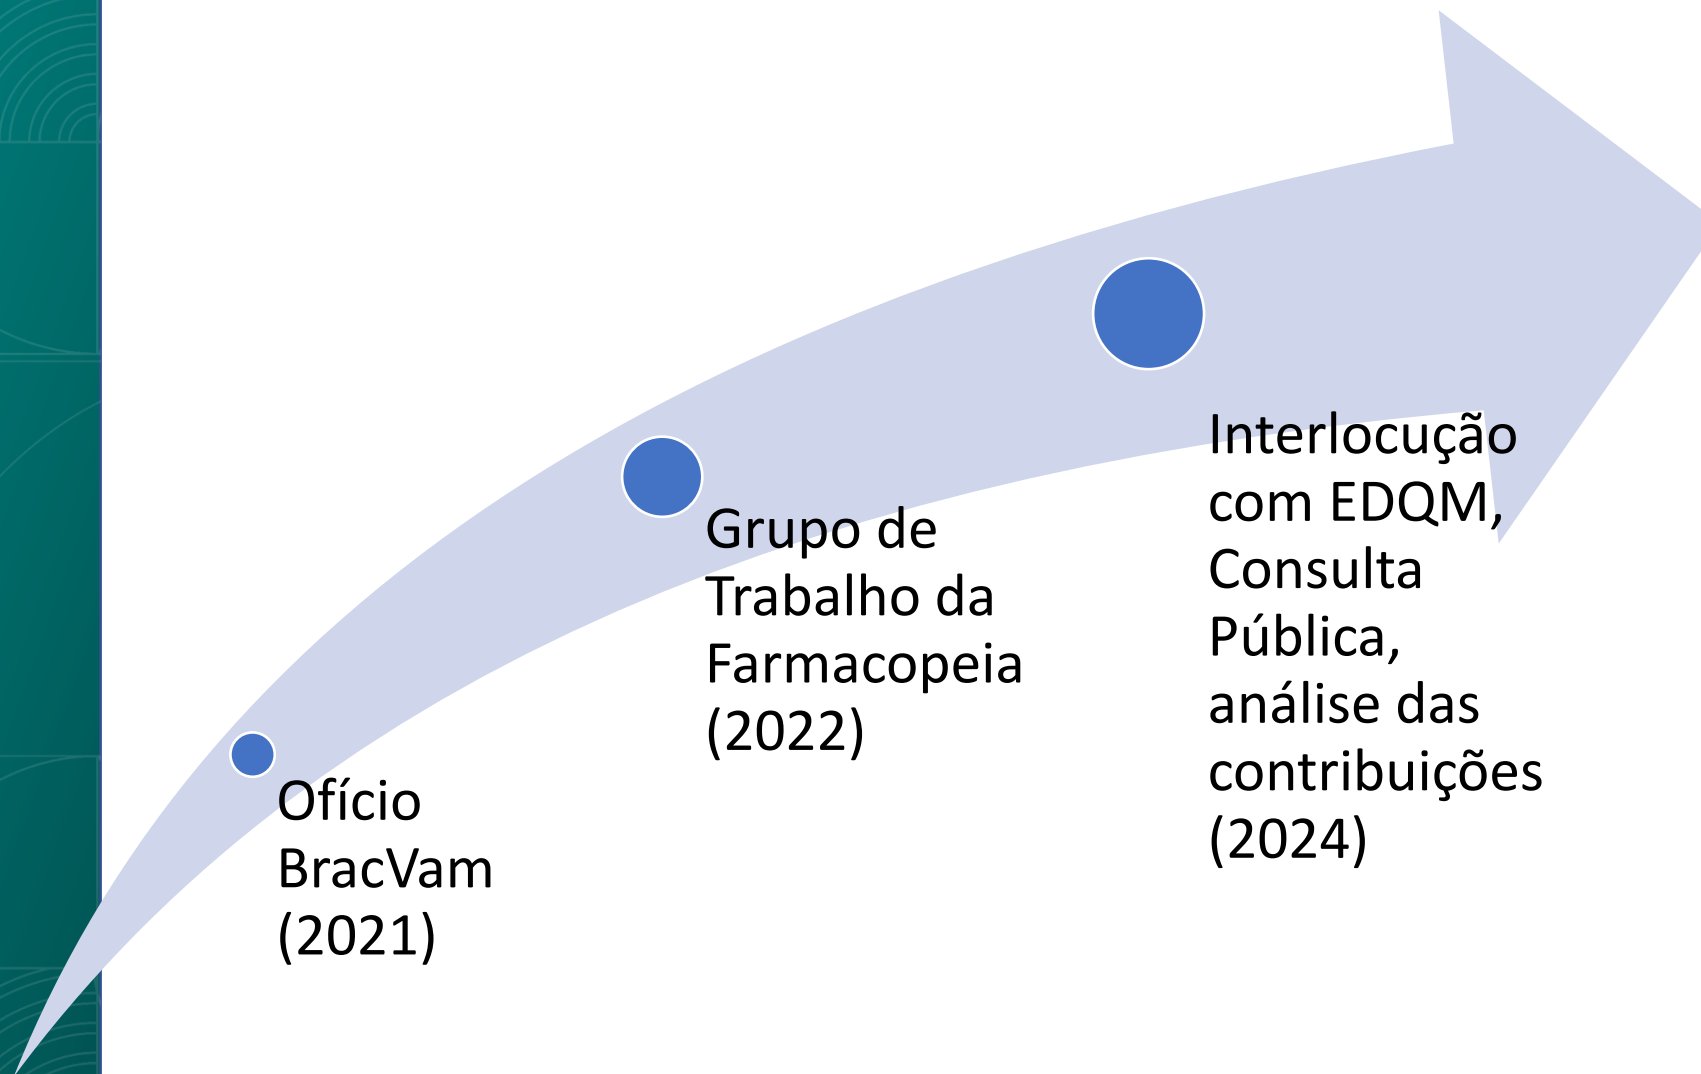 Ofício
BracVam
(2021)
Grupo de
Trabalho da
Farmacopeia
(2022)
Interlocução
com EDQM,
Consulta
Pública,
análise das
contribuições
(2024)